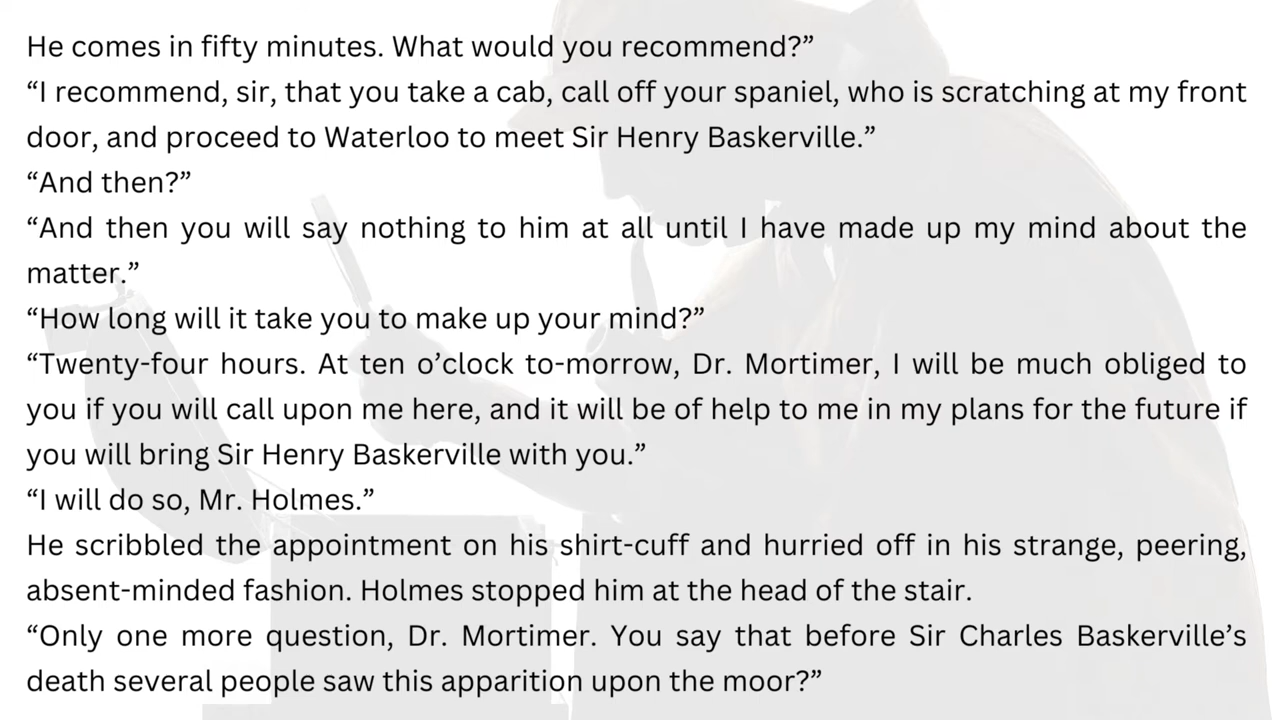 He comes in fifty minutes. What would you recommend?”
“I recommend, sir, that you take a cab, call off your spaniel, who is scratching at my front
door, and proceed to Waterloo to meet Sir Henry Baskerville.”
“And then?”
“And then you will say nothing to him at all until I have made up my mind about the
matter.”
“How long will it take you to make up your mind?”
“Twenty-four hours. At ten o’clock to-morrow, Dr. Mortimer, I will be much obliged to
you if you will call upon me here, and it will be of help to me in my plans for the future if
you will bring Sir Henry Baskerville with you.”
“I will do so, Mr. Holmes.”
He scribbled the appointment on his shirt-cuff and hurried off in his strange, peering,
absent-minded fashion. Holmes stopped him at the head of the stair.
“Only one more question, Dr. Mortimer. You say that before Sir Charles Baskerville’s
death several people saw this apparition upon the moor?”